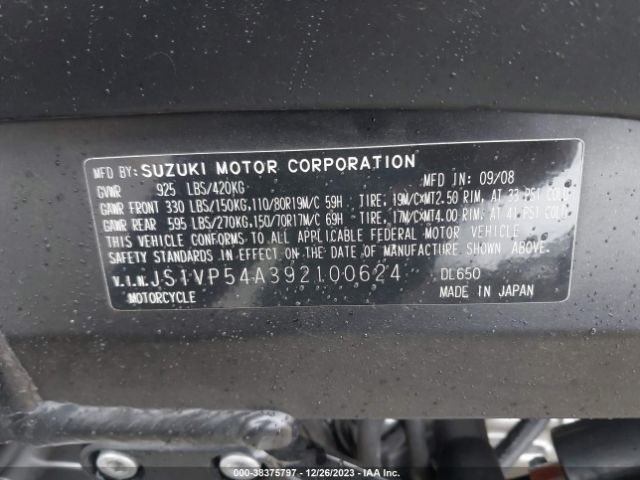 MFD BY: SUZUKI MOTOR CORPORATION
GVWR 925 LBS/420KG MFD IN: 09/08
GAWR FRONT 330 LBS/150KG,110/80R19M/C 59H TIRE, 19M/C×MT2.50 RIM, AT 33 PSI COLD
GAWR REAR 595 LBS/270KG,150/70R17M/C 69H TIRE, 17M/C×MT4.00 RIM, AT 41 PSI COLD
THIS VEHICLE CONFORMS TO ALL APPLICABLE FEDERAL MOTOR VEHICLE
SAFETY STANDARDS IN EFFECT ON THE DATE OF MANUFACTURE SHOWN ABOVE.
V.I.N. JS1VP54A392100624 DL650
MOTORCYCLE MADE IN JAPAN
000-38375797 - 12/26/2023 - IAA Inc.